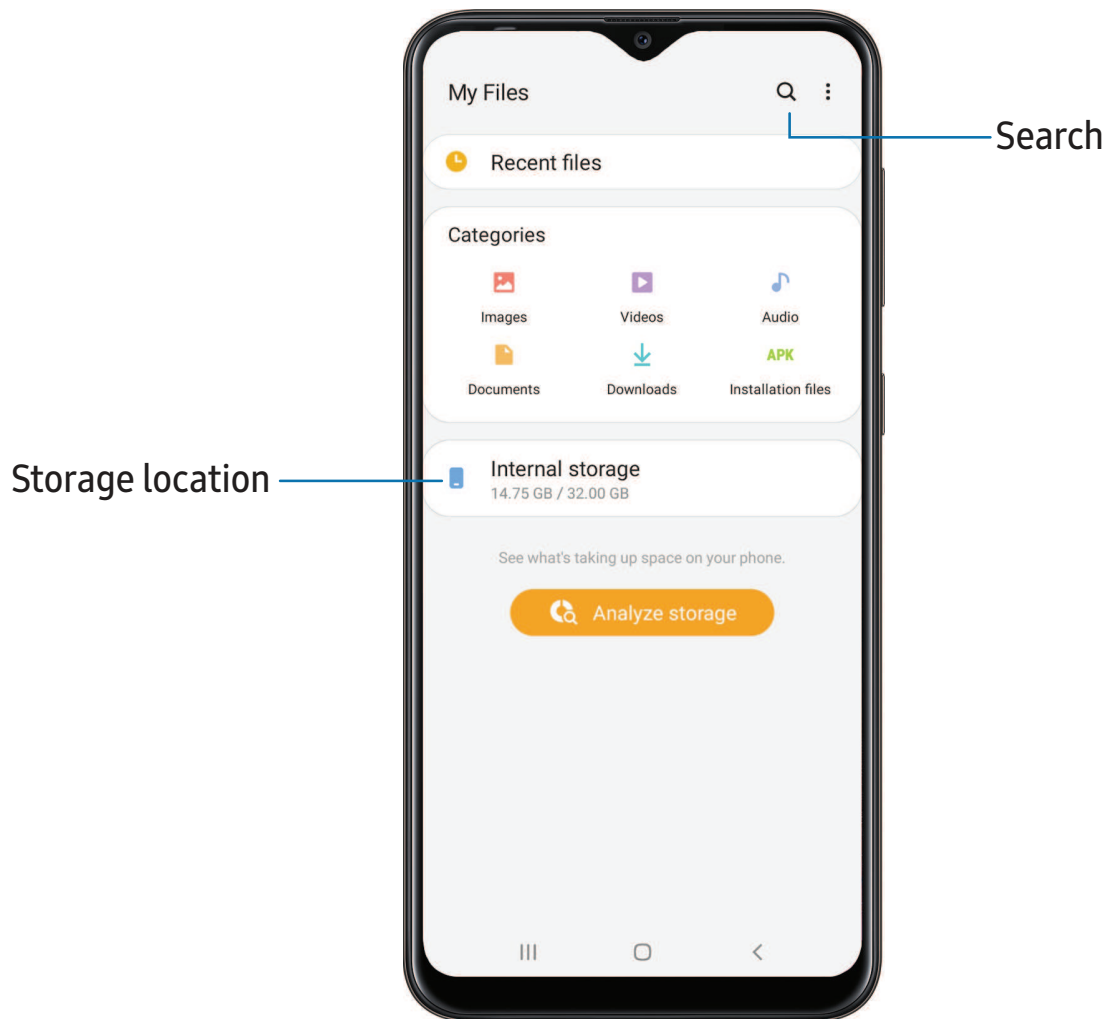 My Files
Search
Recent files
Categories
Images Videos Audio
APK
Documents Downloads Installation files
Storage location
Internal storage
14.75 GB / 32.00 GB
See what's taking up space on your phone.
Analyze storage